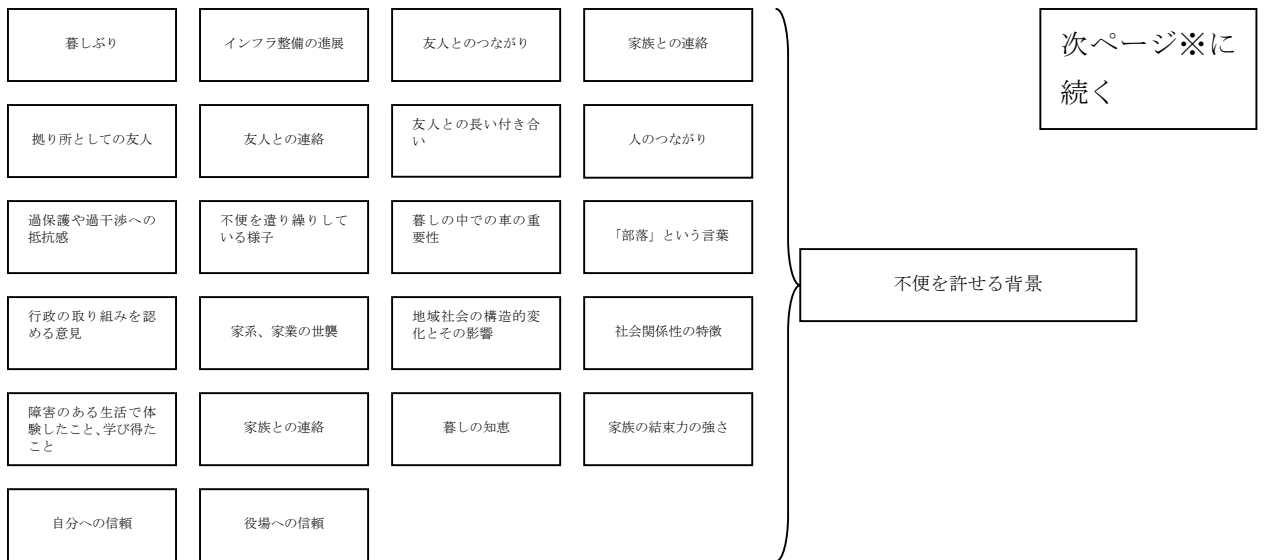 暮しぶり
インフラ整備の進展
友人とのつながり
家族との連絡
次ページ※に
続く
拠り所としての友人
友人との連絡
友人との長い付き合
い
人のつながり
過保護や過干渉への
抵抗感
不便を遣り繰りして
いる様子
暮しの中での車の重
要性
「部落」という言葉
不便を許せる背景
行政の取り組みを認
める意見
家系、家業の世襲
地域社会の構造的変
化とその影響
社会関係性の特徴
障害のある生活で体
験したこと、学び得た
こと
家族との連絡
暮しの知恵
家族の結束力の強さ
自分への信頼
役場への信頼